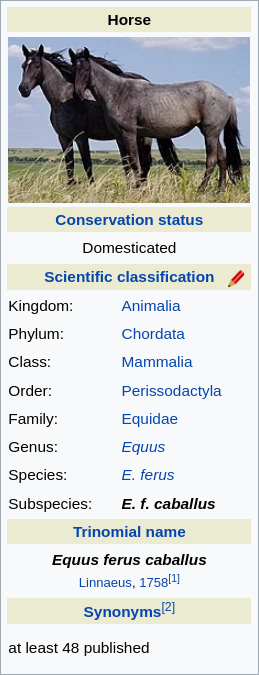 Horse
Conservation status
Domesticated
Scientific classification
Kingdom: Animalia
Phylum: Chordata
Class: Mammalia
Order: Perissodactyla
Family: Equidae
Genus: Equus
Species: E. ferus
Subspecies: E. f. caballus
Trinomial name
Equus ferus caballus
Linnaeus, 1758[1]
Synonyms[2]
at least 48 published